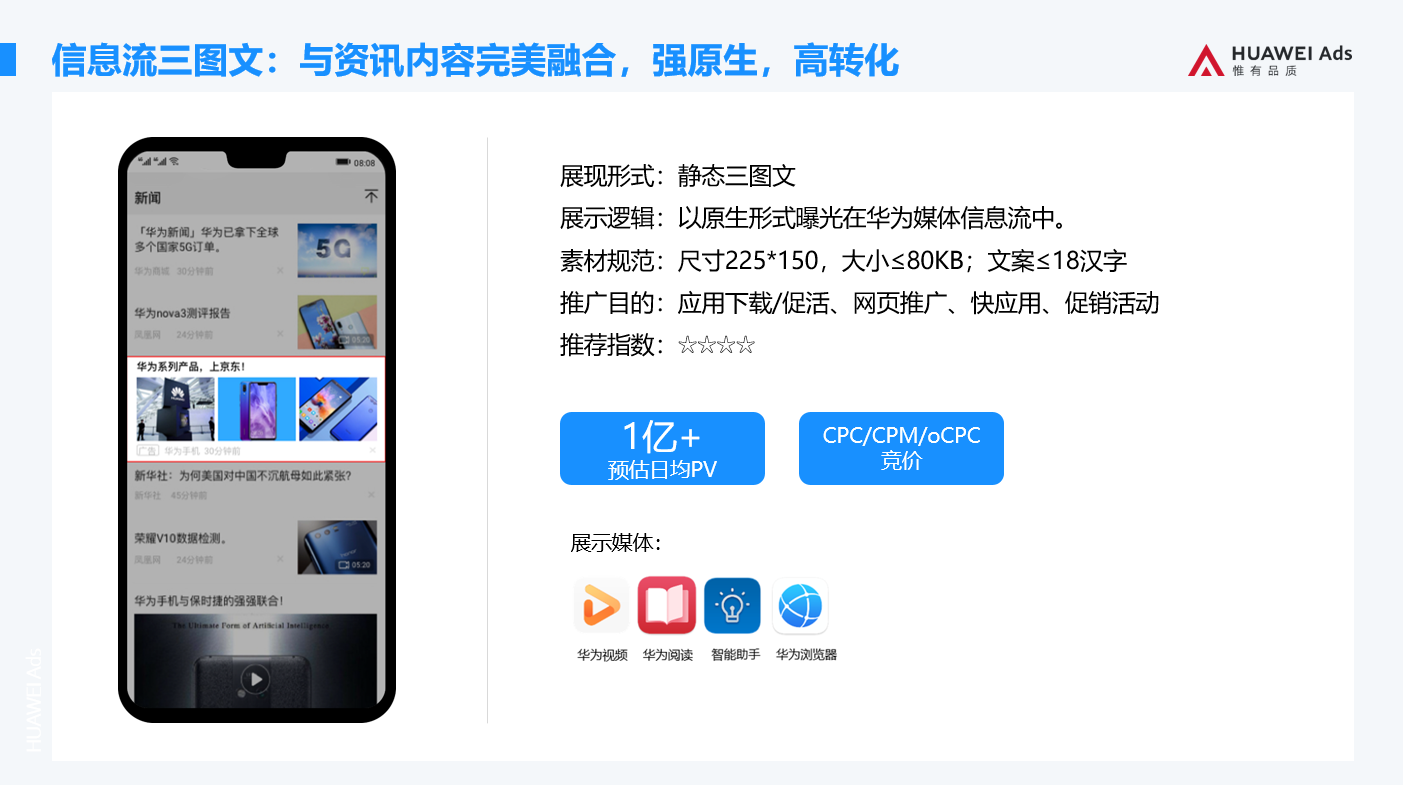 信息流三图文：与资讯内容完美融合，强原生，高转化
HUAWEI Ads
惟有品质
08:08
新闻
「华为新闻」华为已拿下全球
多个国家5G订单。
5G
华为商城 30分钟前
华为nova3测评报告
凤凰网 24分钟前
05:20
华为系列产品，上京东！
广告 华为手机 30分钟前
新华社：为何美国对中国不沉航母如此紧张？
新华社 45分钟前
荣耀V10数据检测。
凤凰网 24分钟前
05:20
华为手机与保时捷的强强联合！
The Ultimate Form of Artificial Intelligence
展现形式：静态三图文
展示逻辑：以原生形式曝光在华为媒体信息流中。
素材规范：尺寸225*150，大小≤80KB；文案≤18汉字
推广目的：应用下载/促活、网页推广、快应用、促销活动
推荐指数：☆☆☆☆
1亿+
预估日均PV
CPC/CPM/oCPC
竞价
展示媒体：
华为视频 华为阅读 智能助手 华为浏览器
HUAWEI Ads